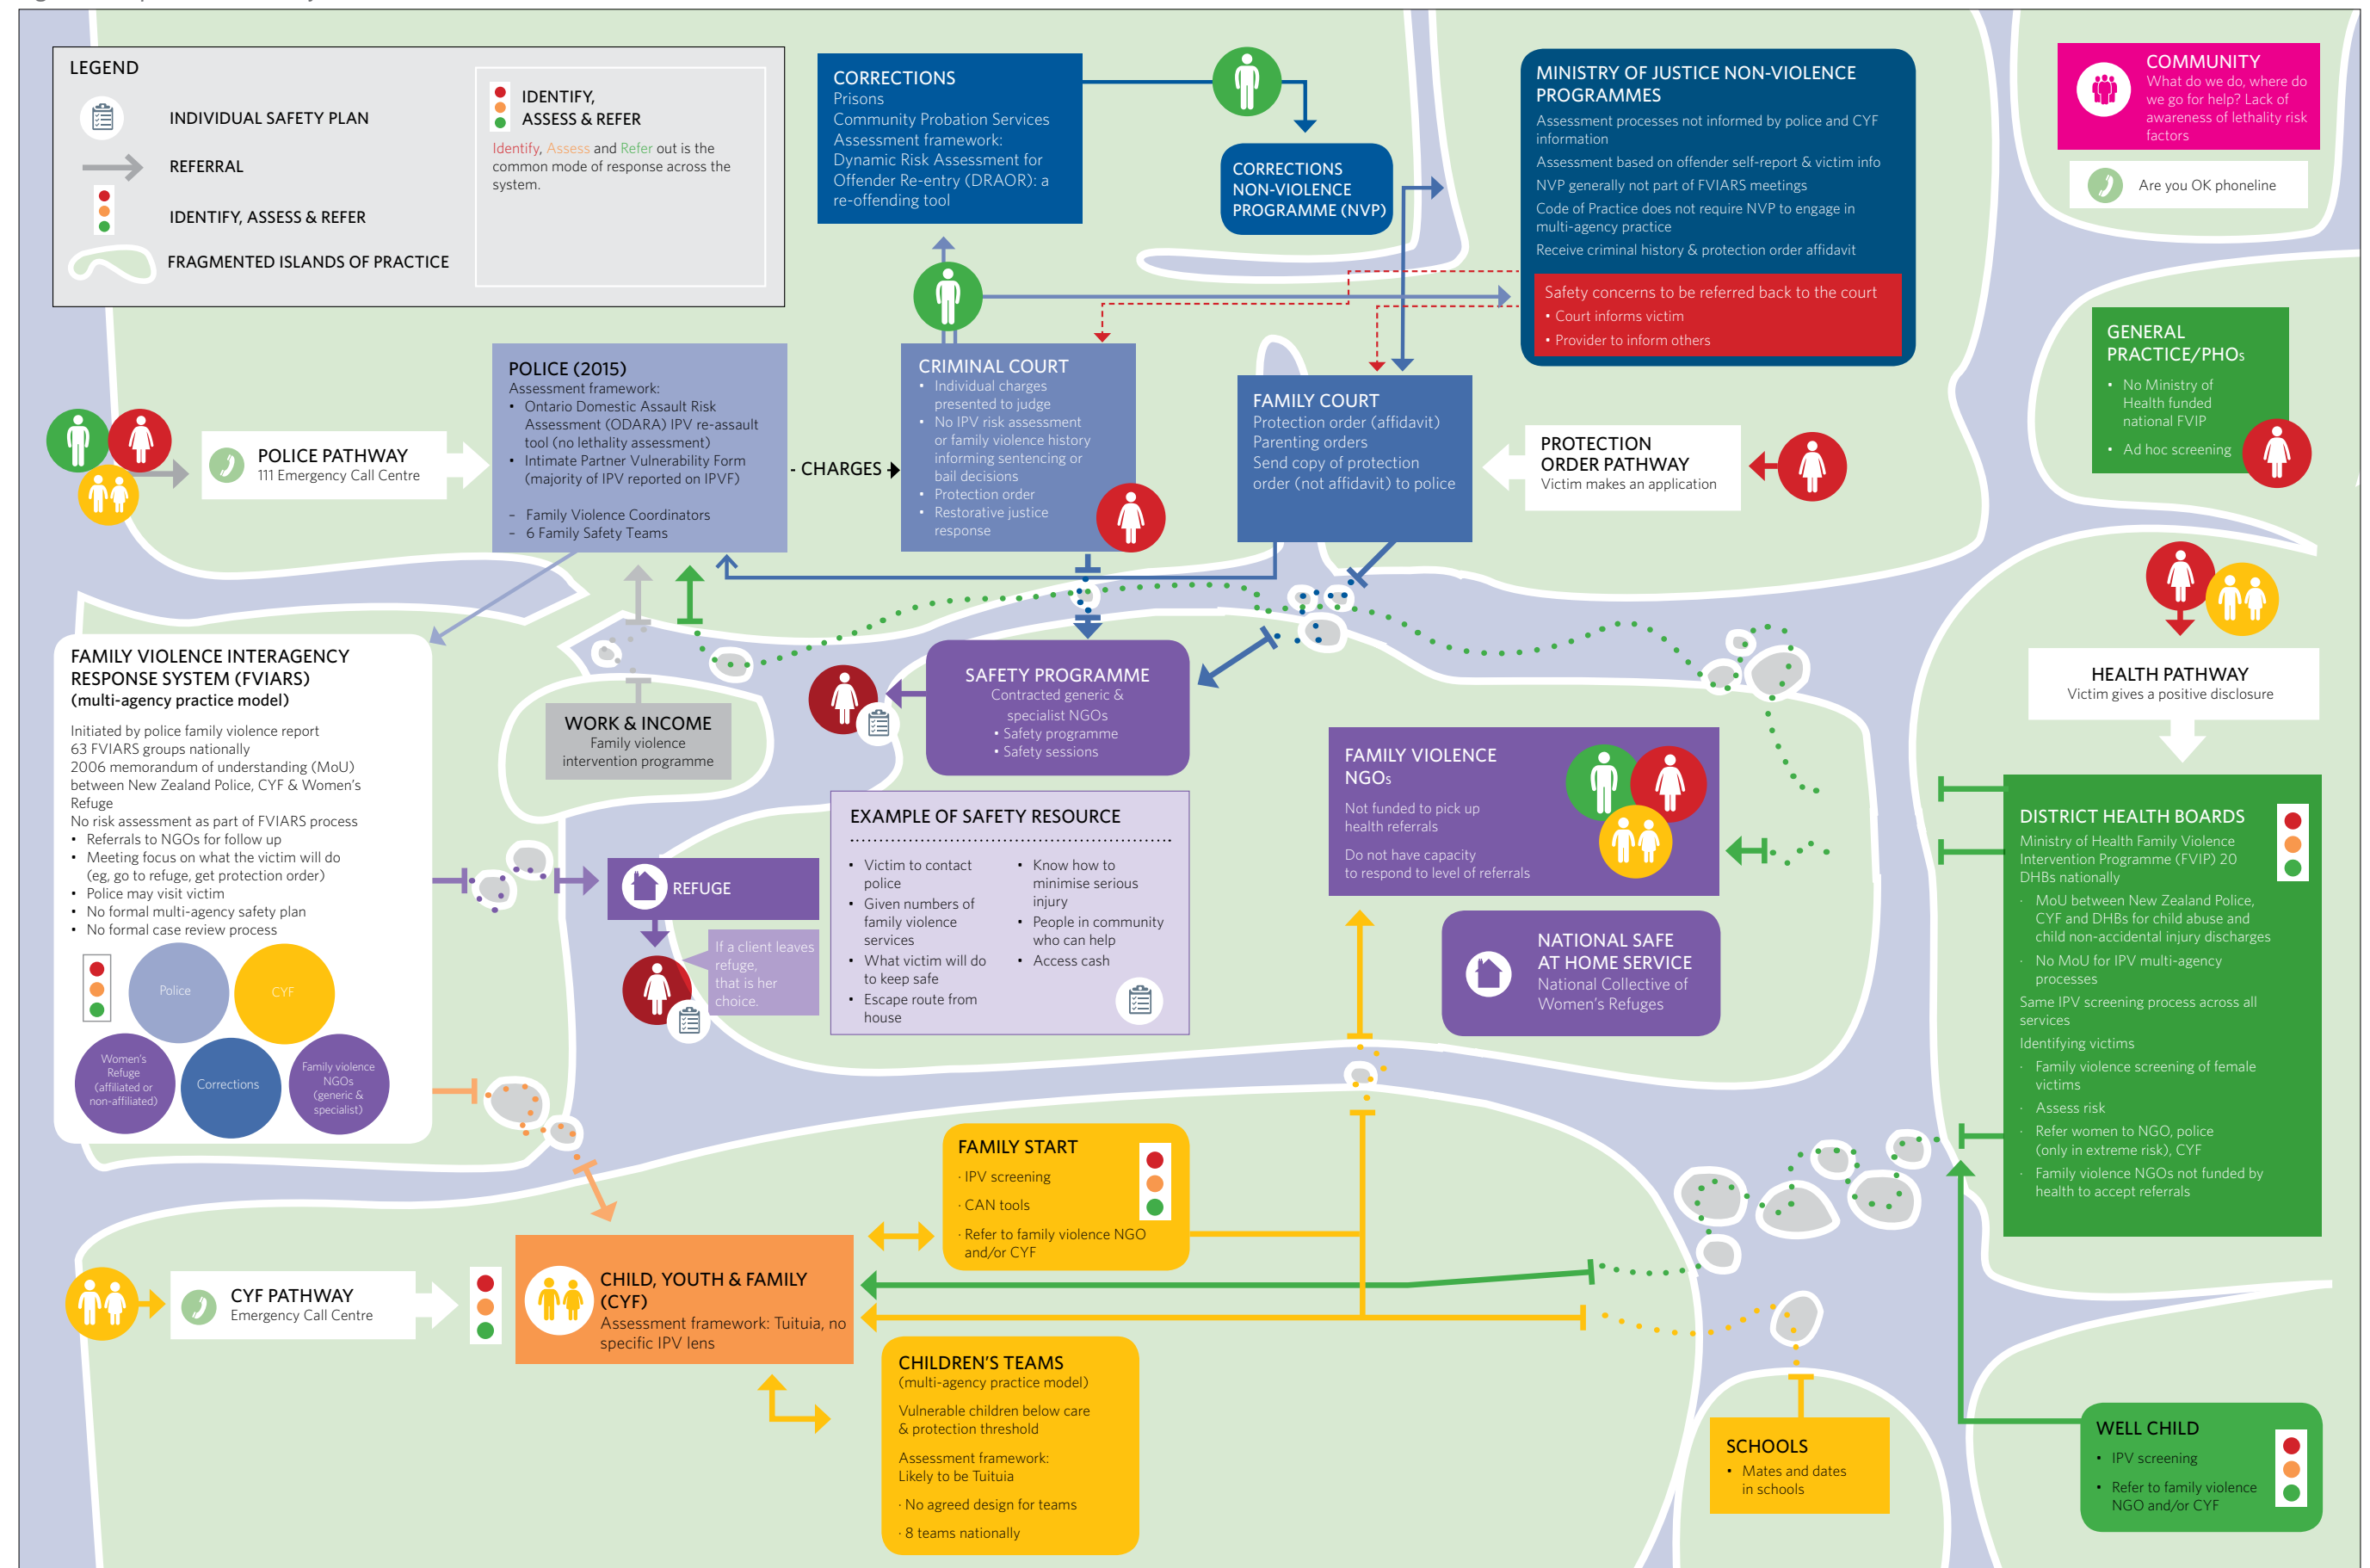 LEGEND
INDIVIDUAL SAFETY PLAN
REFERRAL
IDENTIFY, ASSESS & REFER
FRAGMENTED ISLANDS OF PRACTICE
IDENTIFY,
ASSESS & REFER
Identify, Assess and Refer out is the
common mode of response across the
system.
CORRECTIONS
Prisons
Community Probation Services
Assessment framework:
Dynamic Risk Assessment for
Offender Re-entry (DRAOR): a
re-offending tool
CORRECTIONS
NON-VIOLENCE
PROGRAMME (NVP)
MINISTRY OF JUSTICE NON-VIOLENCE
PROGRAMMES
Assessment processes not informed by police and CYF
information
Assessment based on offender self-report & victim info
NVP generally not part of FVIARS meetings
Code of Practice does not require NVP to engage in
multi-agency practice
Receive criminal history & protection order affidavit
Safety concerns to be referred back to the court
• Court informs victim
• Provider to inform others
COMMUNITY
What do we do, where do
we go for help? Lack of
awareness of lethality risk
factors
Are you OK phoneline
GENERAL
PRACTICE/PHOs
• No Ministry of
Health funded
national FVIP
• Ad hoc screening
POLICE PATHWAY
111 Emergency Call Centre
POLICE (2015)
Assessment framework:
• Ontario Domestic Assault Risk
Assessment (ODARA) IPV re-assault
tool (no lethality assessment)
• Intimate Partner Vulnerability Form
(majority of IPV reported on IPVF)
– Family Violence Coordinators
– 6 Family Safety Teams
- CHARGES
CRIMINAL COURT
• Individual charges
presented to judge
• No IPV risk assessment
or family violence history
informing sentencing or
bail decisions
• Protection order
• Restorative justice
response
FAMILY COURT
Protection order (affidavit)
Parenting orders
Send copy of protection
order (not affidavit) to police
PROTECTION
ORDER PATHWAY
Victim makes an application
FAMILY VIOLENCE INTERAGENCY
RESPONSE SYSTEM (FVIARS)
(multi-agency practice model)
Initiated by police family violence report
63 FVIARS groups nationally
2006 memorandum of understanding (MoU)
between New Zealand Police, CYF & Women's
Refuge
No risk assessment as part of FVIARS process
• Referrals to NGOs for follow up
• Meeting focus on what the victim will do
(eg, go to refuge, get protection order)
• Police may visit victim
• No formal multi-agency safety plan
• No formal case review process
Police
CYF
Women's
Refuge
(affiliated or
non-affiliated)
Corrections
Family violence
NGOs
(generic &
specialist)
WORK & INCOME
Family violence
intervention programme
SAFETY PROGRAMME
Contracted generic &
specialist NGOs
• Safety programme
• Safety sessions
REFUGE
If a client leaves
refuge,
that is her
choice.
EXAMPLE OF SAFETY RESOURCE
• Victim to contact
police
• Given numbers of
family violence
services
• What victim will do
to keep safe
• Escape route from
house
• Know how to
minimise serious
injury
• People in community
who can help
• Access cash
FAMILY VIOLENCE
NGOs
Not funded to pick up
health referrals
Do not have capacity
to respond to level of referrals
NATIONAL SAFE
AT HOME SERVICE
National Collective of
Women's Refuges
HEALTH PATHWAY
Victim gives a positive disclosure
DISTRICT HEALTH BOARDS
Ministry of Health Family Violence
Intervention Programme (FVIP) 20
DHBs nationally
· MoU between New Zealand Police,
CYF and DHBs for child abuse and
child non-accidental injury discharges
· No MoU for IPV multi-agency
processes
Same IPV screening process across all
services
Identifying victims
· Family violence screening of female
victims
· Assess risk
· Refer women to NGO, police
(only in extreme risk), CYF
· Family violence NGOs not funded by
health to accept referrals
FAMILY START
· IPV screening
· CAN tools
· Refer to family violence NGO
and/or CYF
CYF PATHWAY
Emergency Call Centre
CHILD, YOUTH & FAMILY
(CYF)
Assessment framework: Tuituia, no
specific IPV lens
CHILDREN'S TEAMS
(multi-agency practice model)
Vulnerable children below care
& protection threshold
Assessment framework:
Likely to be Tuituia
· No agreed design for teams
· 8 teams nationally
SCHOOLS
• Mates and dates
in schools
WELL CHILD
• IPV screening
• Refer to family violence
NGO and/or CYF